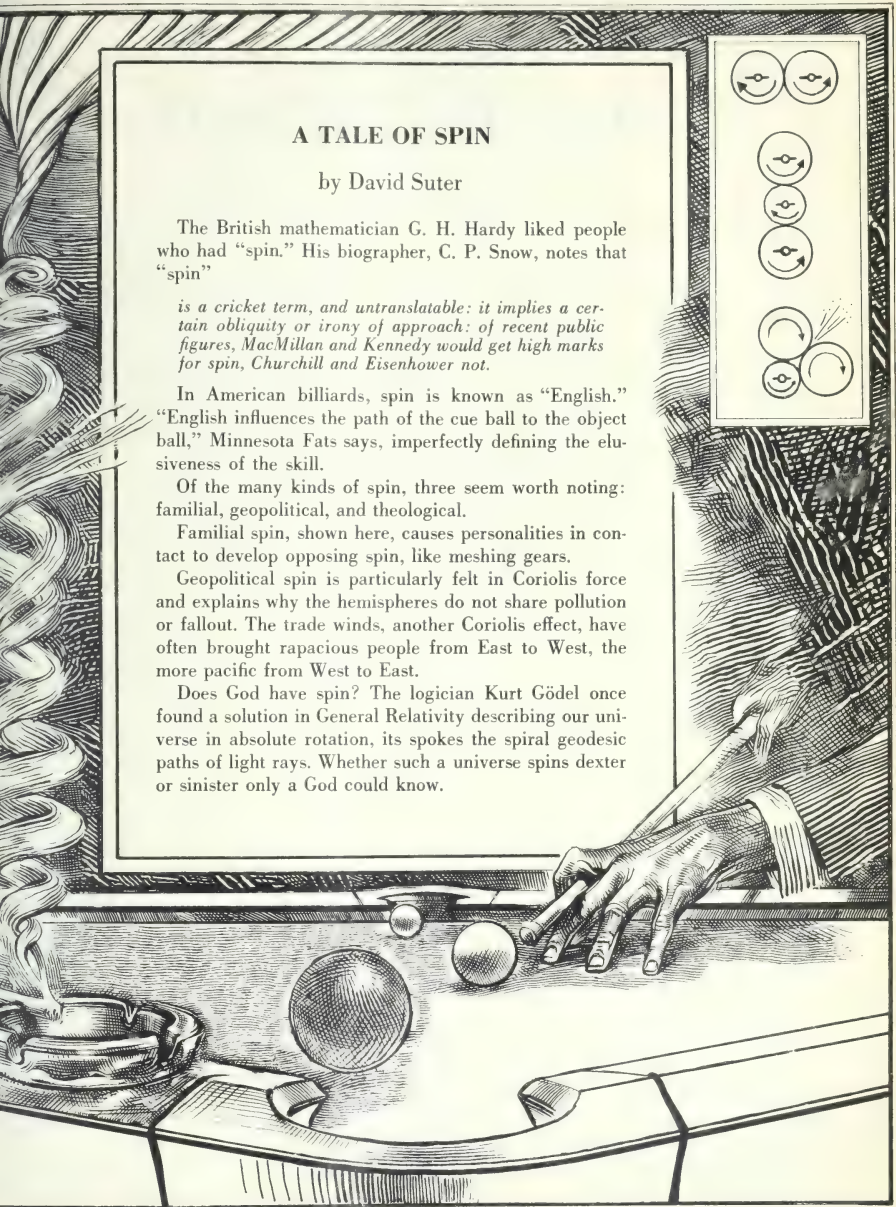 A TALE OF SPIN
by David Suter
The British mathematician G. H. Hardy liked people
who had “spin.” His biographer, C. P. Snow, notes that
“spin”
is a cricket term, and untranslatable: it implies a cer-
tain obliquity or irony of approach: of recent public
figures, MacMillan and Kennedy would get high marks
for spin, Churchill and Eisenhower not.
In American billiards, spin is known as “English.”
“English influences the path of the cue ball to the object
ball,” Minnesota Fats says, imperfectly defining the elu-
siveness of the skill.
Of the many kinds of spin, three seem worth noting:
familial, geopolitical, and theological.
Familial spin, shown here, causes personalities in con-
tact to develop opposing spin, like meshing gears.
Geopolitical spin is particularly felt in Coriolis force
and explains why the hemispheres do not share pollution
or fallout. The trade winds, another Coriolis effect, have
often brought rapacious people from East to West, the
more pacific from West to East.
Does God have spin? The logician Kurt Gödel once
found a solution in General Relativity describing our uni-
verse in absolute rotation, its spokes the spiral geodesic
paths of light rays. Whether such a universe spins dexter
or sinister only a God could know.